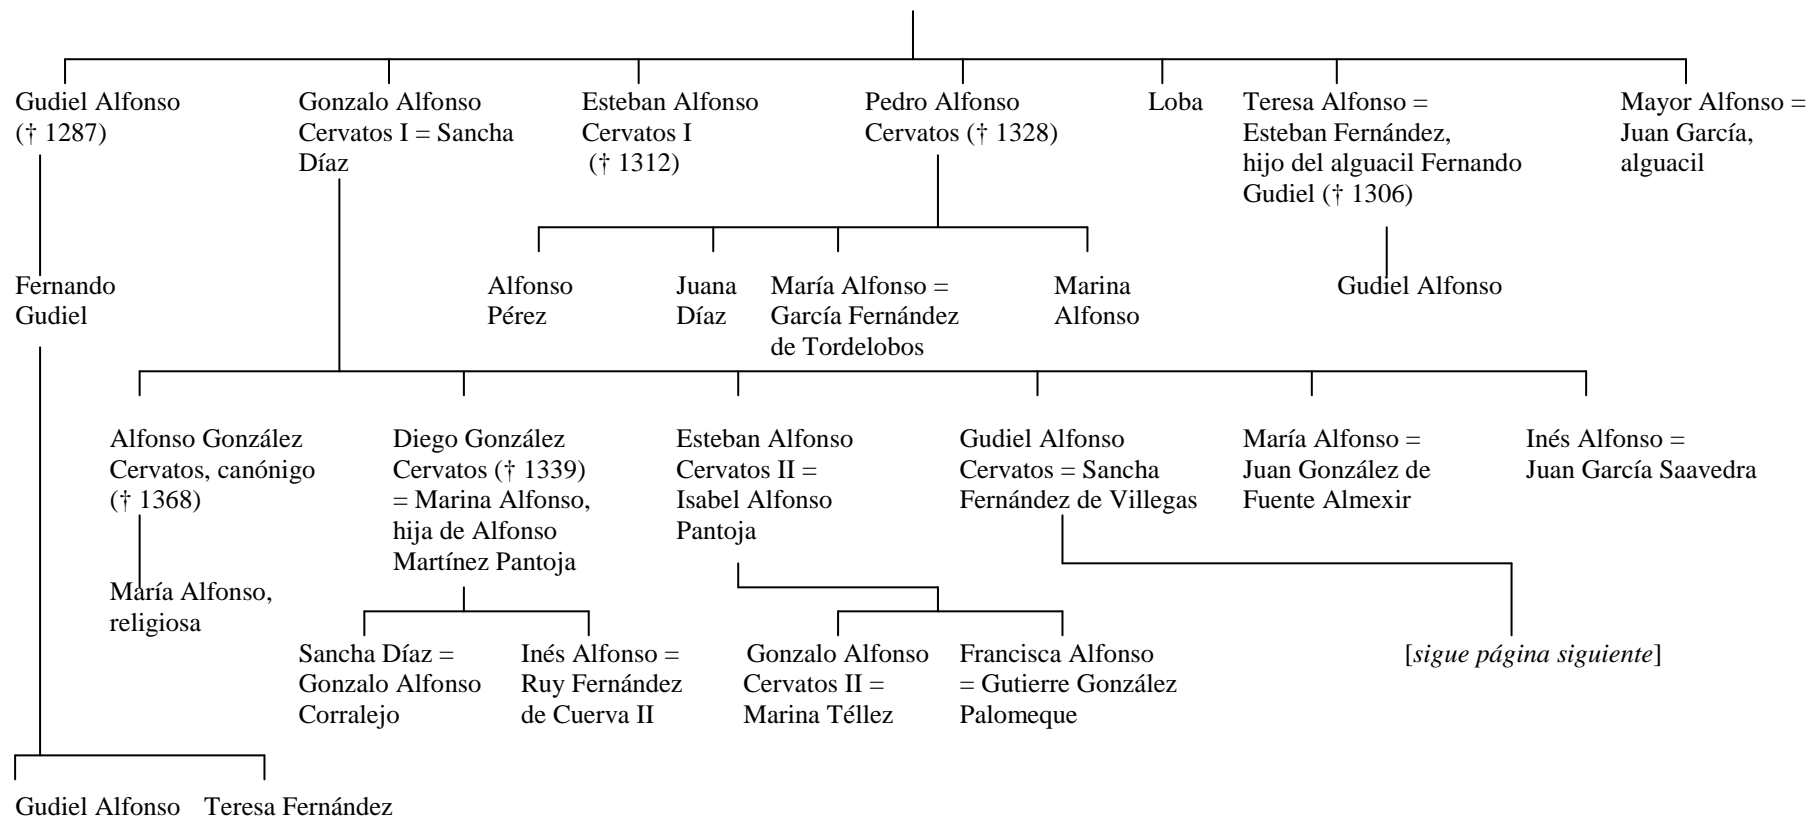 Gudiel Alfonso
(† 1287)
Gonzalo Alfonso
Cervatos I = Sancha
Díaz
Esteban Alfonso
Cervatos I
(† 1312)
Pedro Alfonso
Cervatos († 1328)
Loba
Teresa Alfonso =
Esteban Fernández,
hijo del alguacil Fernando
Gudiel († 1306)
Mayor Alfonso =
Juan García,
alguacil
Fernando
Gudiel
Alfonso
Pérez
Juana
Díaz
María Alfonso =
García Fernández
de Tordelobos
Marina
Alfonso
Gudiel Alfonso
Alfonso González
Cervatos, canónigo
(† 1368)
Diego González
Cervatos († 1339)
= Marina Alfonso,
hija de Alfonso
Martínez Pantoja
Esteban Alfonso
Cervatos II =
Isabel Alfonso
Pantoja
Gudiel Alfonso
Cervatos = Sancha
Fernández de Villegas
María Alfonso =
Juan González de
Fuente Almexir
Inés Alfonso =
Juan García Saavedra
María Alfonso,
religiosa
Sancha Díaz =
Gonzalo Alfonso
Corralejo
Inés Alfonso =
Ruy Fernández
de Cuerva II
Gonzalo Alfonso
Cervatos II =
Marina Téllez
Francisca Alfonso
= Gutierre González
Palomeque
[sigue página siguiente]
Gudiel Alfonso
Teresa Fernández